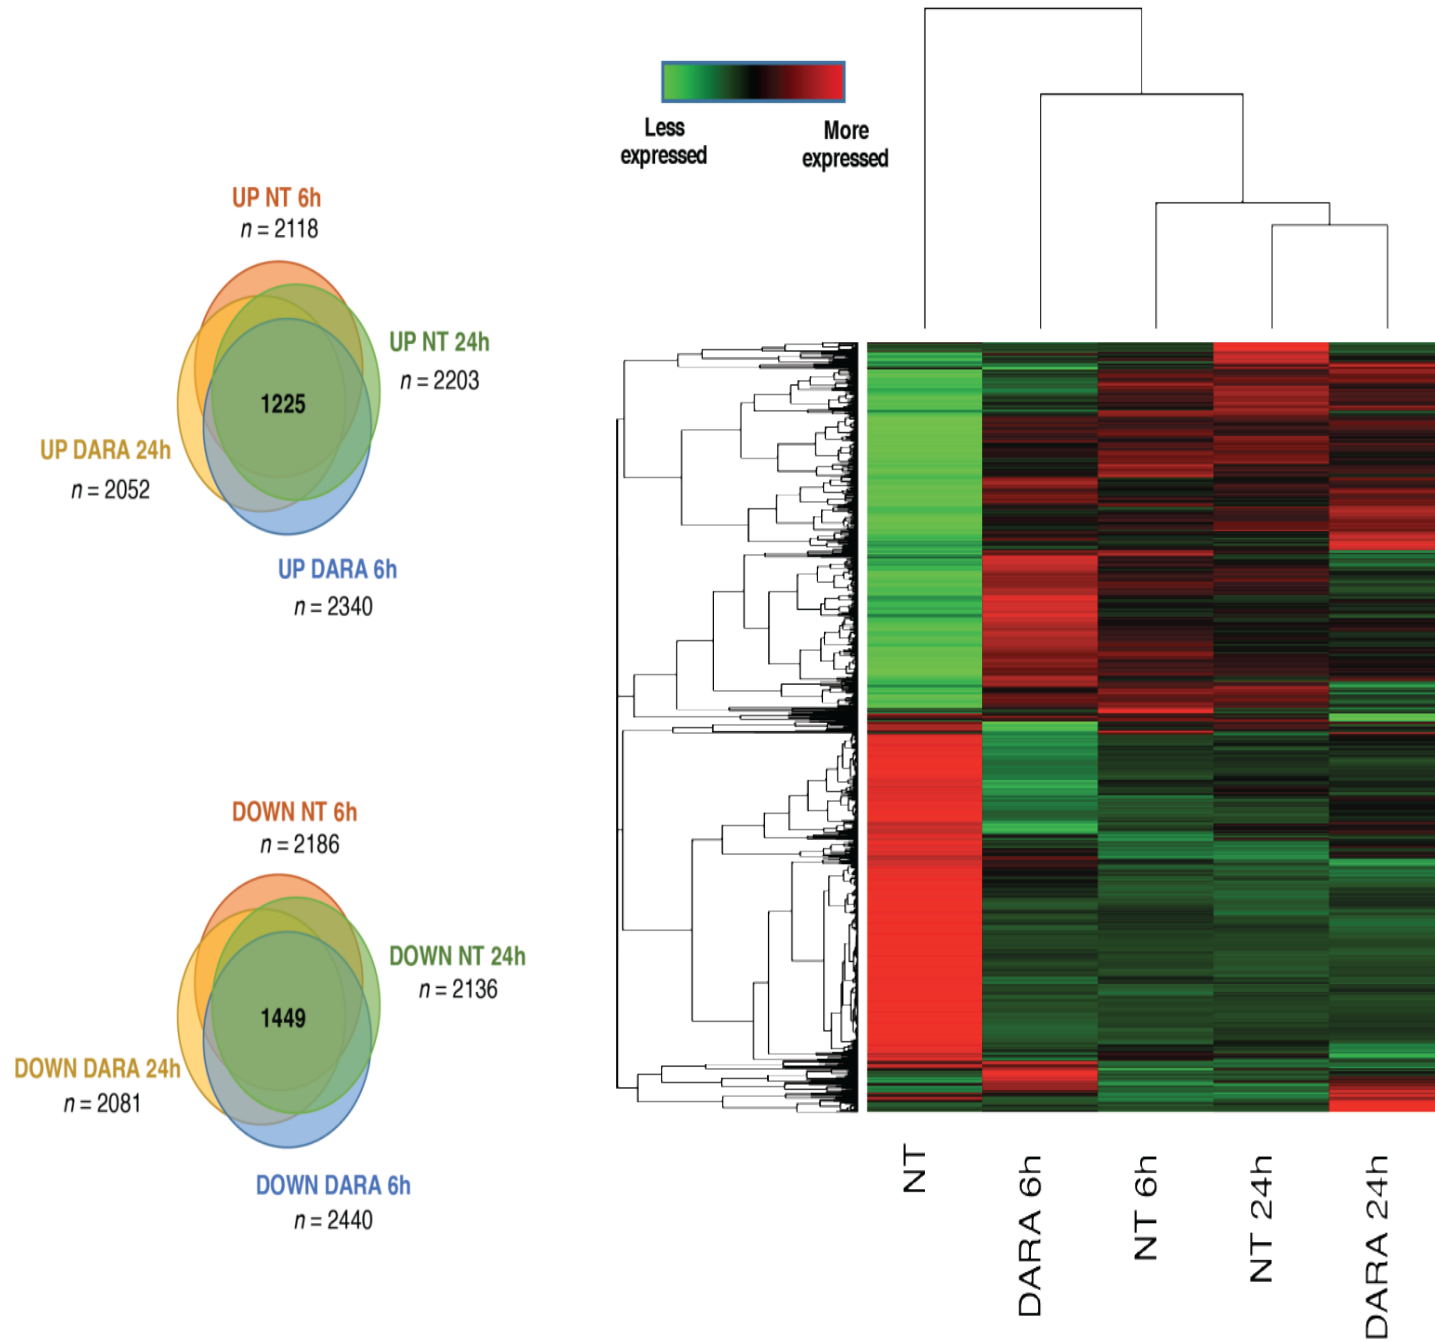 Less
expressed
More
expressed
UP NT 6h
n = 2118
UP NT 24h
n = 2203
1225
UP DARA 24h
n = 2052
UP DARA 6h
n = 2340
DOWN NT 6h
n = 2186
DOWN NT 24h
n = 2136
1449
DOWN DARA 24h
n = 2081
DOWN DARA 6h
n = 2440
NT
DARA 6h
NT 6h
NT 24h
DARA 24h